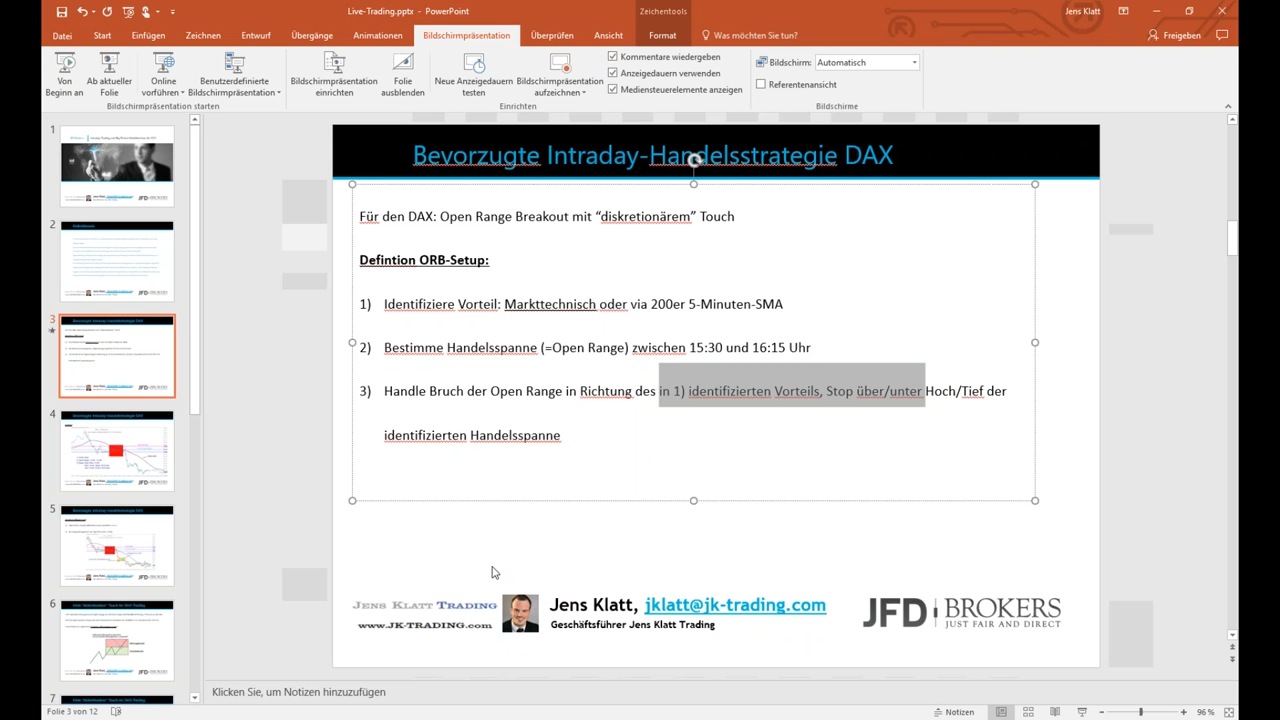 Live-Trading.pptx - PowerPoint
Zeichentools
Jens Klatt
Datei
Start
Einfügen
Zeichnen
Entwurf
Übergänge
Animationen
Bildschirmpräsentation
Überprüfen
Ansicht
Format
Was möchten Sie tun?
Freigeben
Von Beginn an
Ab aktueller Folie
Online vorführen
Benutzerdefinierte Bildschirmpräsentation
Bildschirmpräsentation einrichten
Folie ausblenden
Neue Anzeigedauern testen
Bildschirmpräsentation aufzeichnen
Kommentare wiedergeben
Anzeigedauern verwenden
Mediensteuerelemente anzeigen
Bildschirm: Automatisch
Referentenansicht
Bildschirmpräsentation starten
Einrichten
Bildschirme
1
2
3
4
5
6
7
Bevorzugte Intraday-Handelsstrategie DAX
Für den DAX: Open Range Breakout mit “diskretionärem” Touch
Defintion ORB-Setup:
1) Identifiziere Vorteil: Markttechnisch oder via 200er 5-Minuten-SMA
2) Bestimme Handelsspanne (=Open Range) zwischen 15:30 und 16:15 Uhr
3) Handle Bruch der Open Range in Richtung des in 1) identifizierten Vorteils, Stop über/unter Hoch/Tief der
identifizierten Handelsspanne
JENS KLATT TRADING
www.JK-TRADING.com
Jens Klatt, jklatt@jk-trading.com
Geschäftsführer Jens Klatt Trading
JFD BROKERS
JUST FAIR AND DIRECT
Klicken Sie, um Notizen hinzuzufügen
Folie 3 von 12
Notizen
96 %